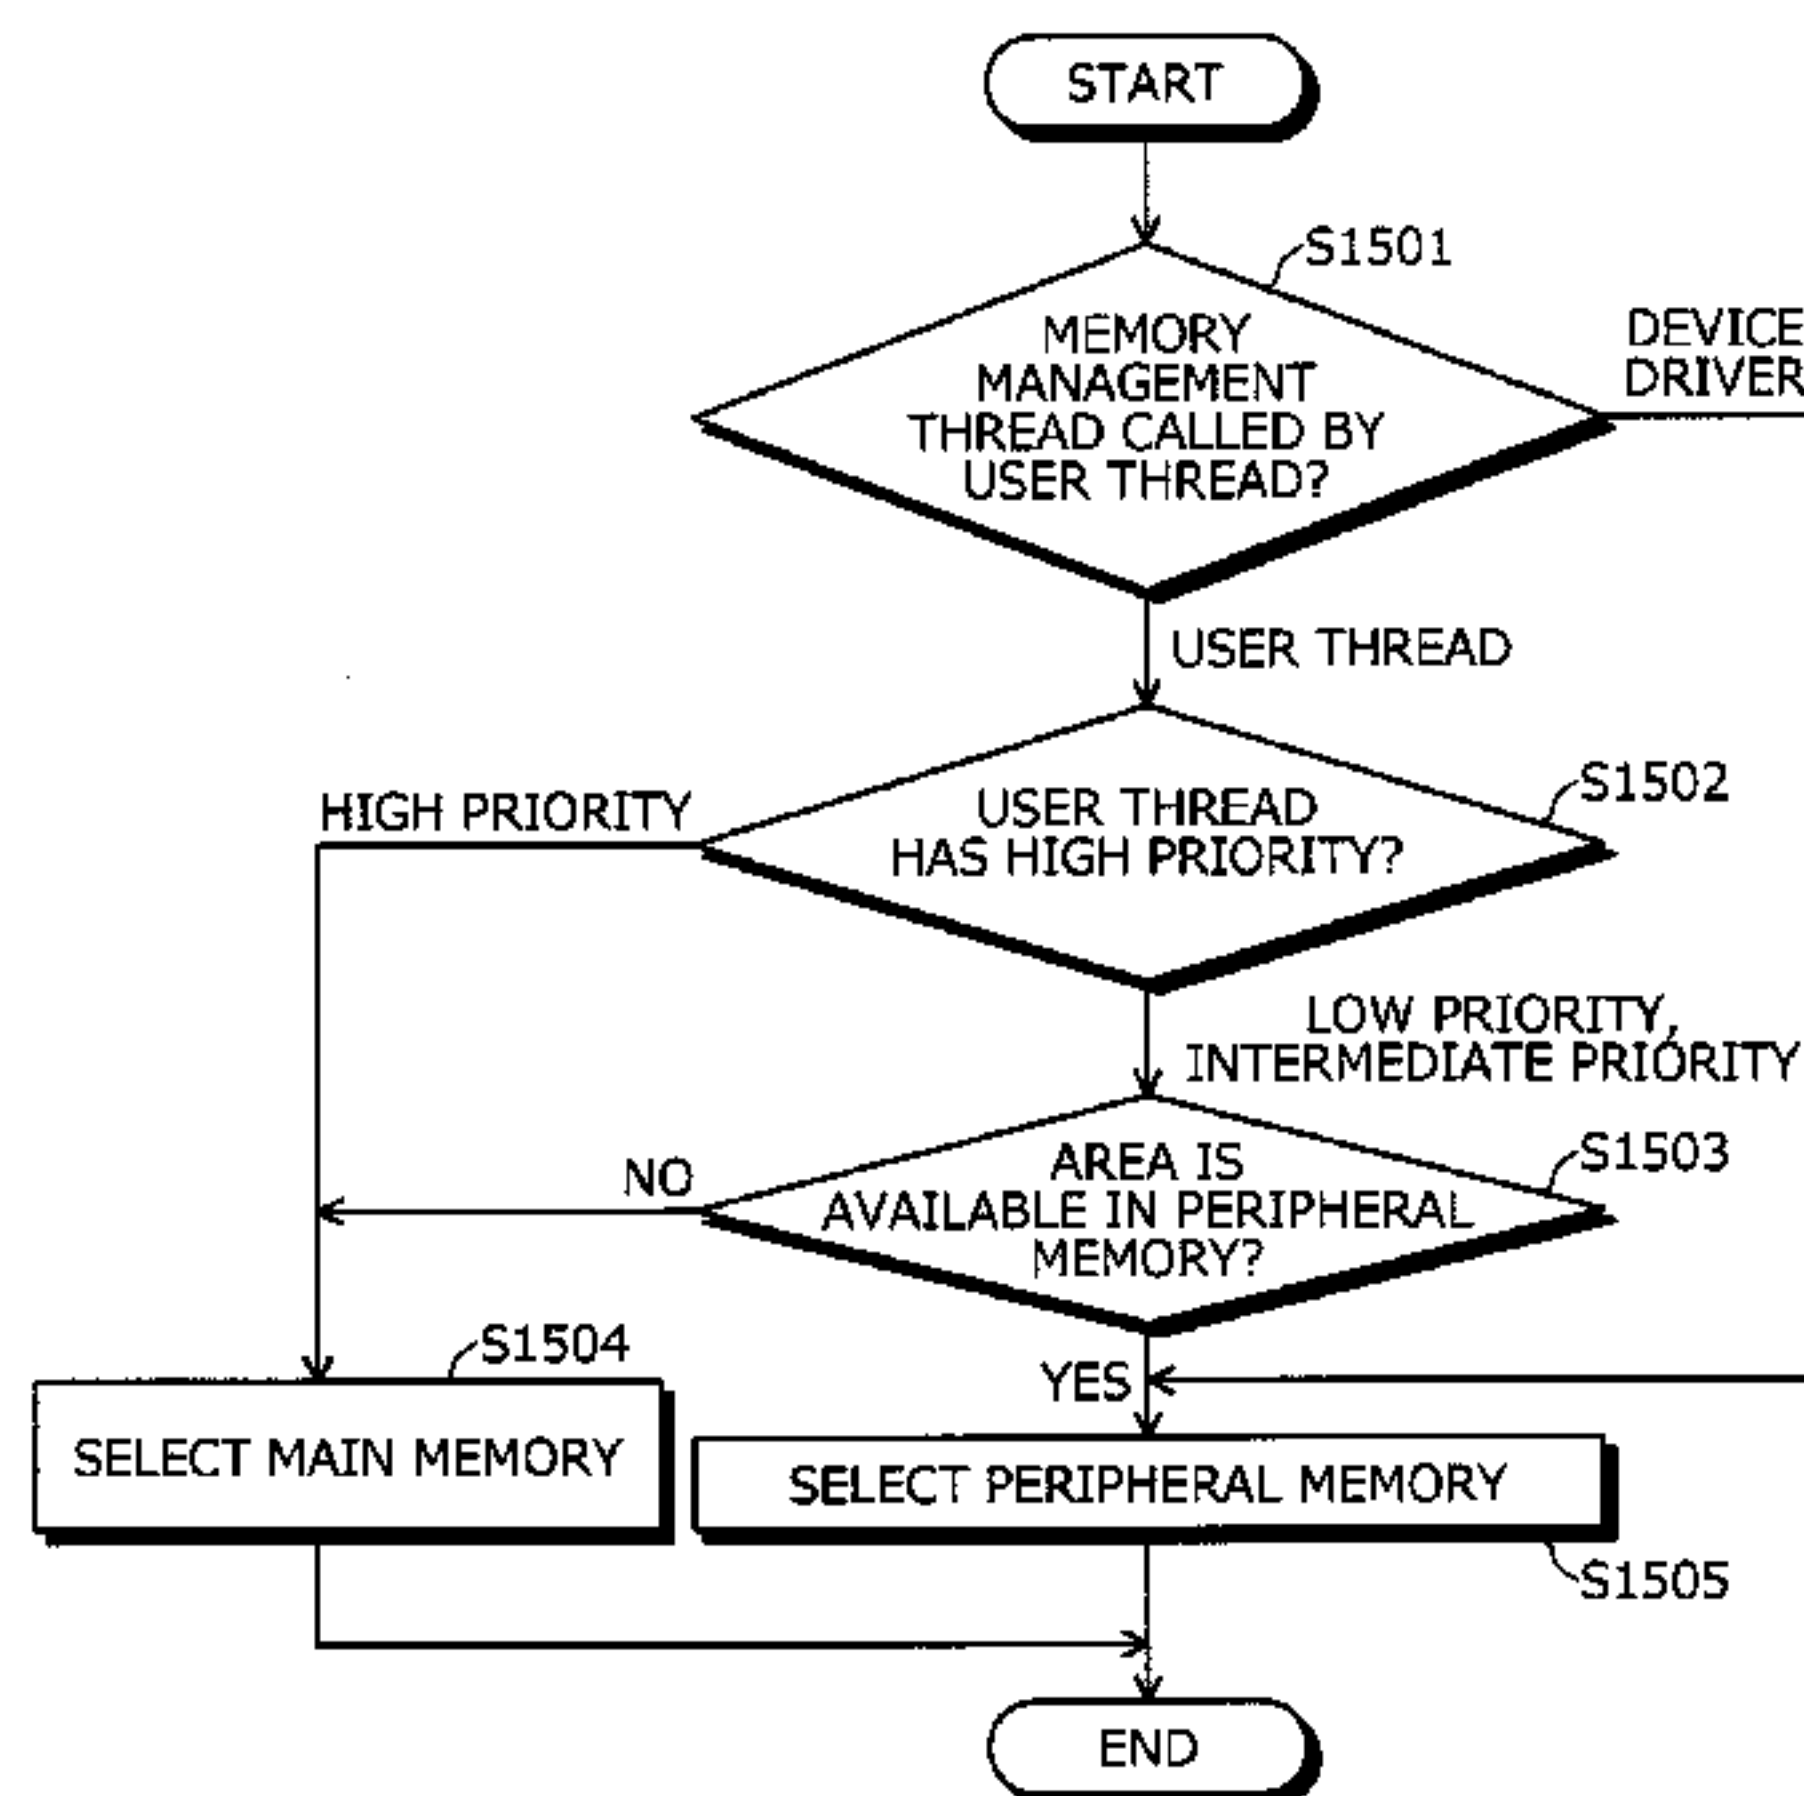 START
S1501
MEMORY
MANAGEMENT
THREAD CALLED BY
USER THREAD?
DEVICE
DRIVER
USER THREAD
S1502
HIGH PRIORITY
USER THREAD
HAS HIGH PRIORITY?
LOW PRIORITY,
INTERMEDIATE PRIORITY
S1503
NO
AREA IS
AVAILABLE IN PERIPHERAL
MEMORY?
S1504
YES
SELECT MAIN MEMORY
SELECT PERIPHERAL MEMORY
S1505
END